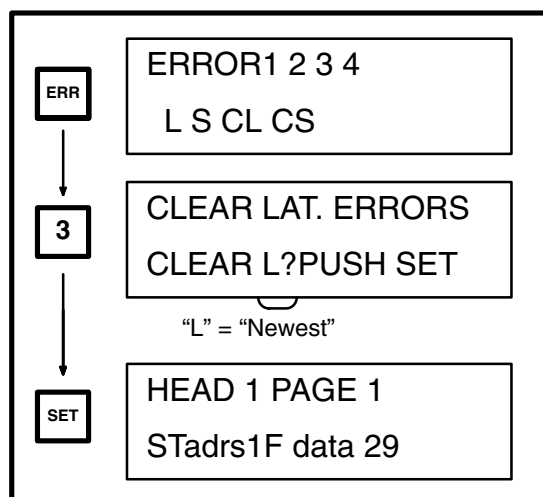 ERR
ERROR1 2 3 4
L S CL CS
3
CLEAR LAT. ERRORS
CLEAR L?PUSH SET
“L” = “Newest”
SET
HEAD 1 PAGE 1
STadrs1F data 29